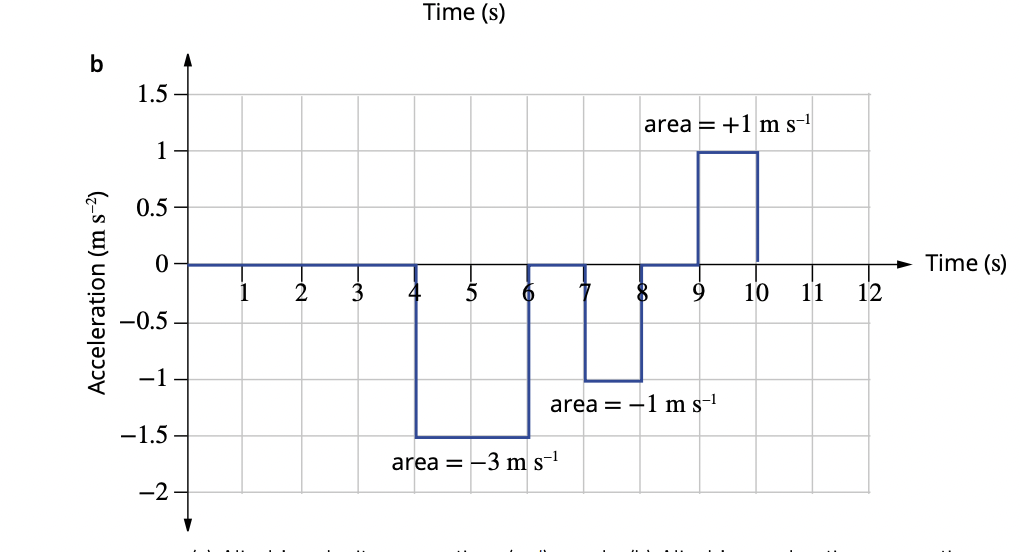 Time (s)
b
1.5
area = +1 m s⁻¹
1
0.5
Acceleration (m s⁻²)
0
Time (s)
1 2 3 4 5 6 7 8 9 10 11 12
−0.5
−1
area = −1 m s⁻¹
−1.5
area = −3 m s⁻¹
−2